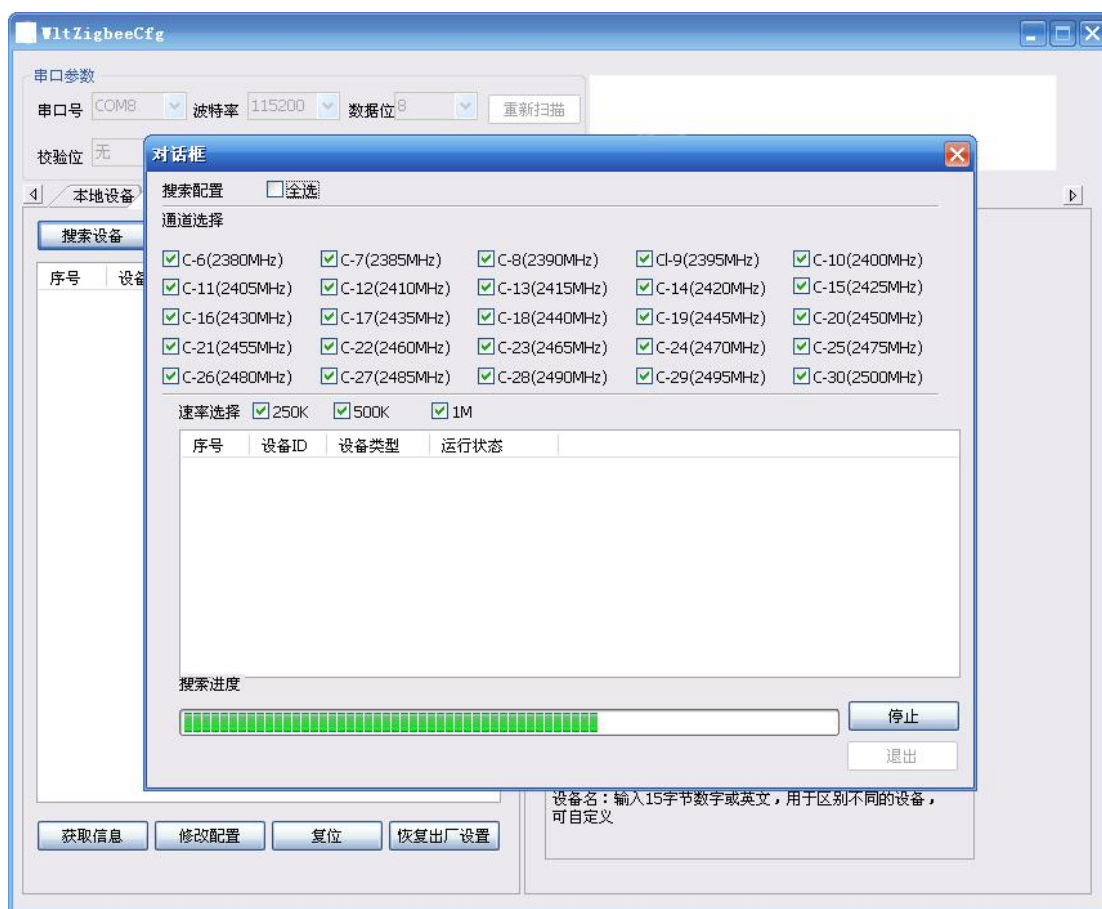 WltZigbeeCfg
串口参数
串口号 COM8 波特率 115200 数据位 8 重新扫描
校验位 无
本地设备
搜索设备
序号 设备
对话框
搜索配置 全选
通道选择
C-6(2380MHz) C-7(2385MHz) C-8(2390MHz) Cl-9(2395MHz) C-10(2400MHz)
C-11(2405MHz) C-12(2410MHz) C-13(2415MHz) C-14(2420MHz) C-15(2425MHz)
C-16(2430MHz) C-17(2435MHz) C-18(2440MHz) C-19(2445MHz) C-20(2450MHz)
C-21(2455MHz) C-22(2460MHz) C-23(2465MHz) C-24(2470MHz) C-25(2475MHz)
C-26(2480MHz) C-27(2485MHz) C-28(2490MHz) C-29(2495MHz) C-30(2500MHz)
速率选择 250K 500K 1M
序号 设备ID 设备类型 运行状态
搜索进度
停止
退出
设备名：输入15字节数字或英文，用于区别不同的设备，
可自定义
获取信息 修改配置 复位 恢复出厂设置